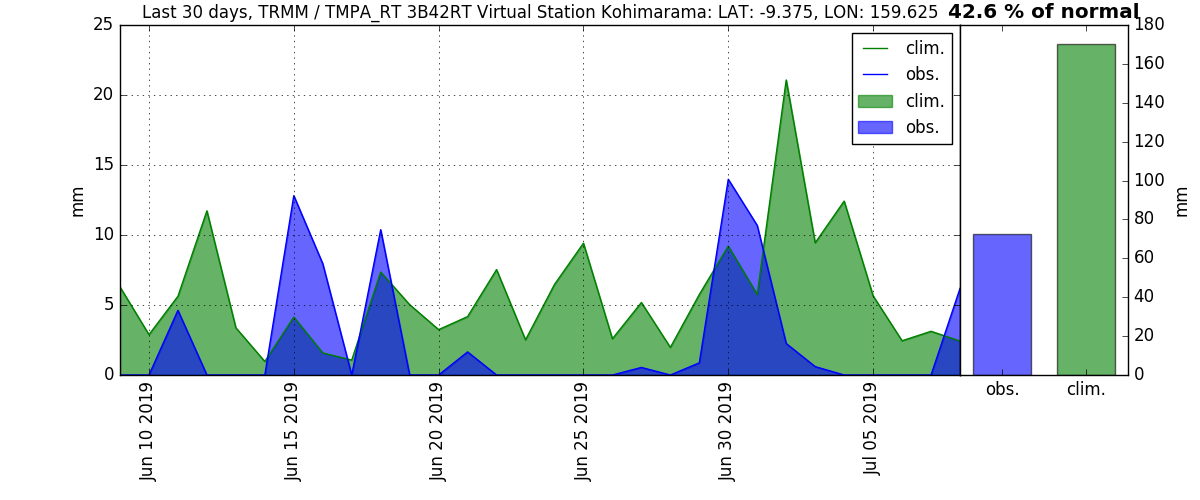 Last 30 days, TRMM / TMPA_RT 3B42RT Virtual Station Kohimarama: LAT: -9.375, LON: 159.625
42.6 % of normal
25
20
15
10
5
0
mm
clim.
obs.
clim.
obs.
Jun 10 2019
Jun 15 2019
Jun 20 2019
Jun 25 2019
Jun 30 2019
Jul 05 2019
180
160
140
120
100
80
60
40
20
0
mm
obs.
clim.